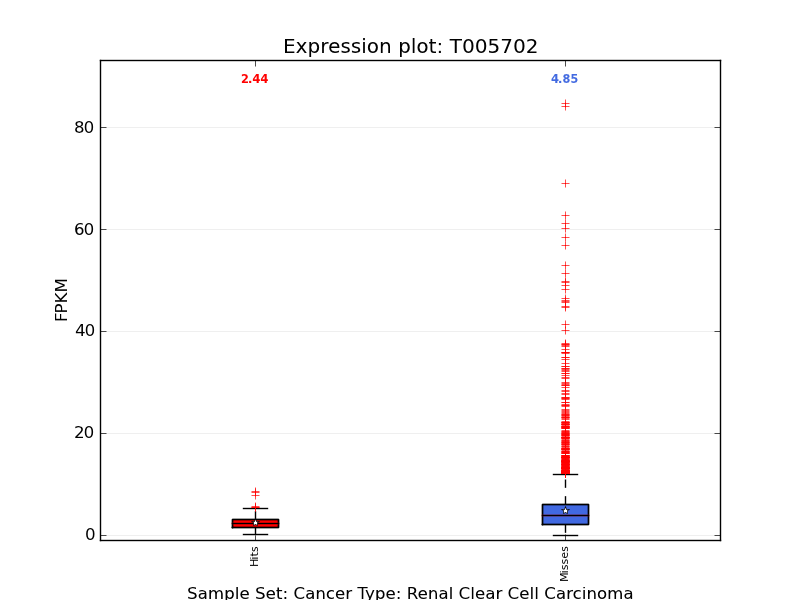 Expression plot: T005702
2.44
4.85
80
60
40
20
0
FPKM
Hits
Misses
Sample Set: Cancer Type: Renal Clear Cell Carcinoma